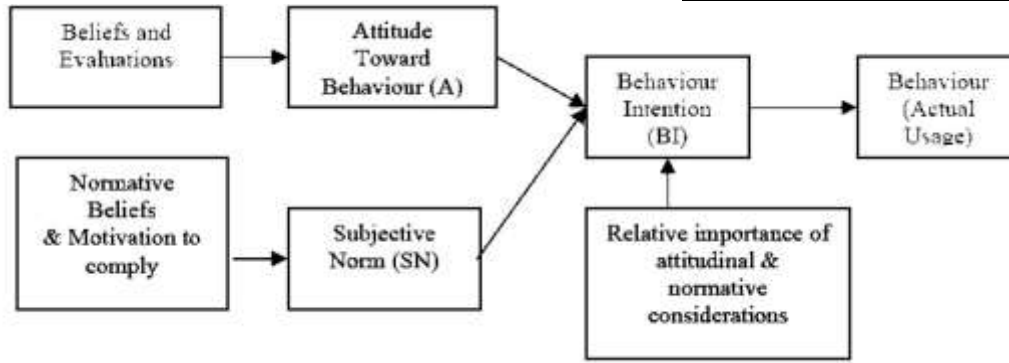 Beliefs and
Evaluations
Attitude
Toward
Behaviour (A)
Behaviour
Intention
(BI)
Behaviour
(Actual
Usage)
Normative
Beliefs
& Motivation to
comply
Subjective
Norm (SN)
Relative importance of
attitudinal &
normative
considerations